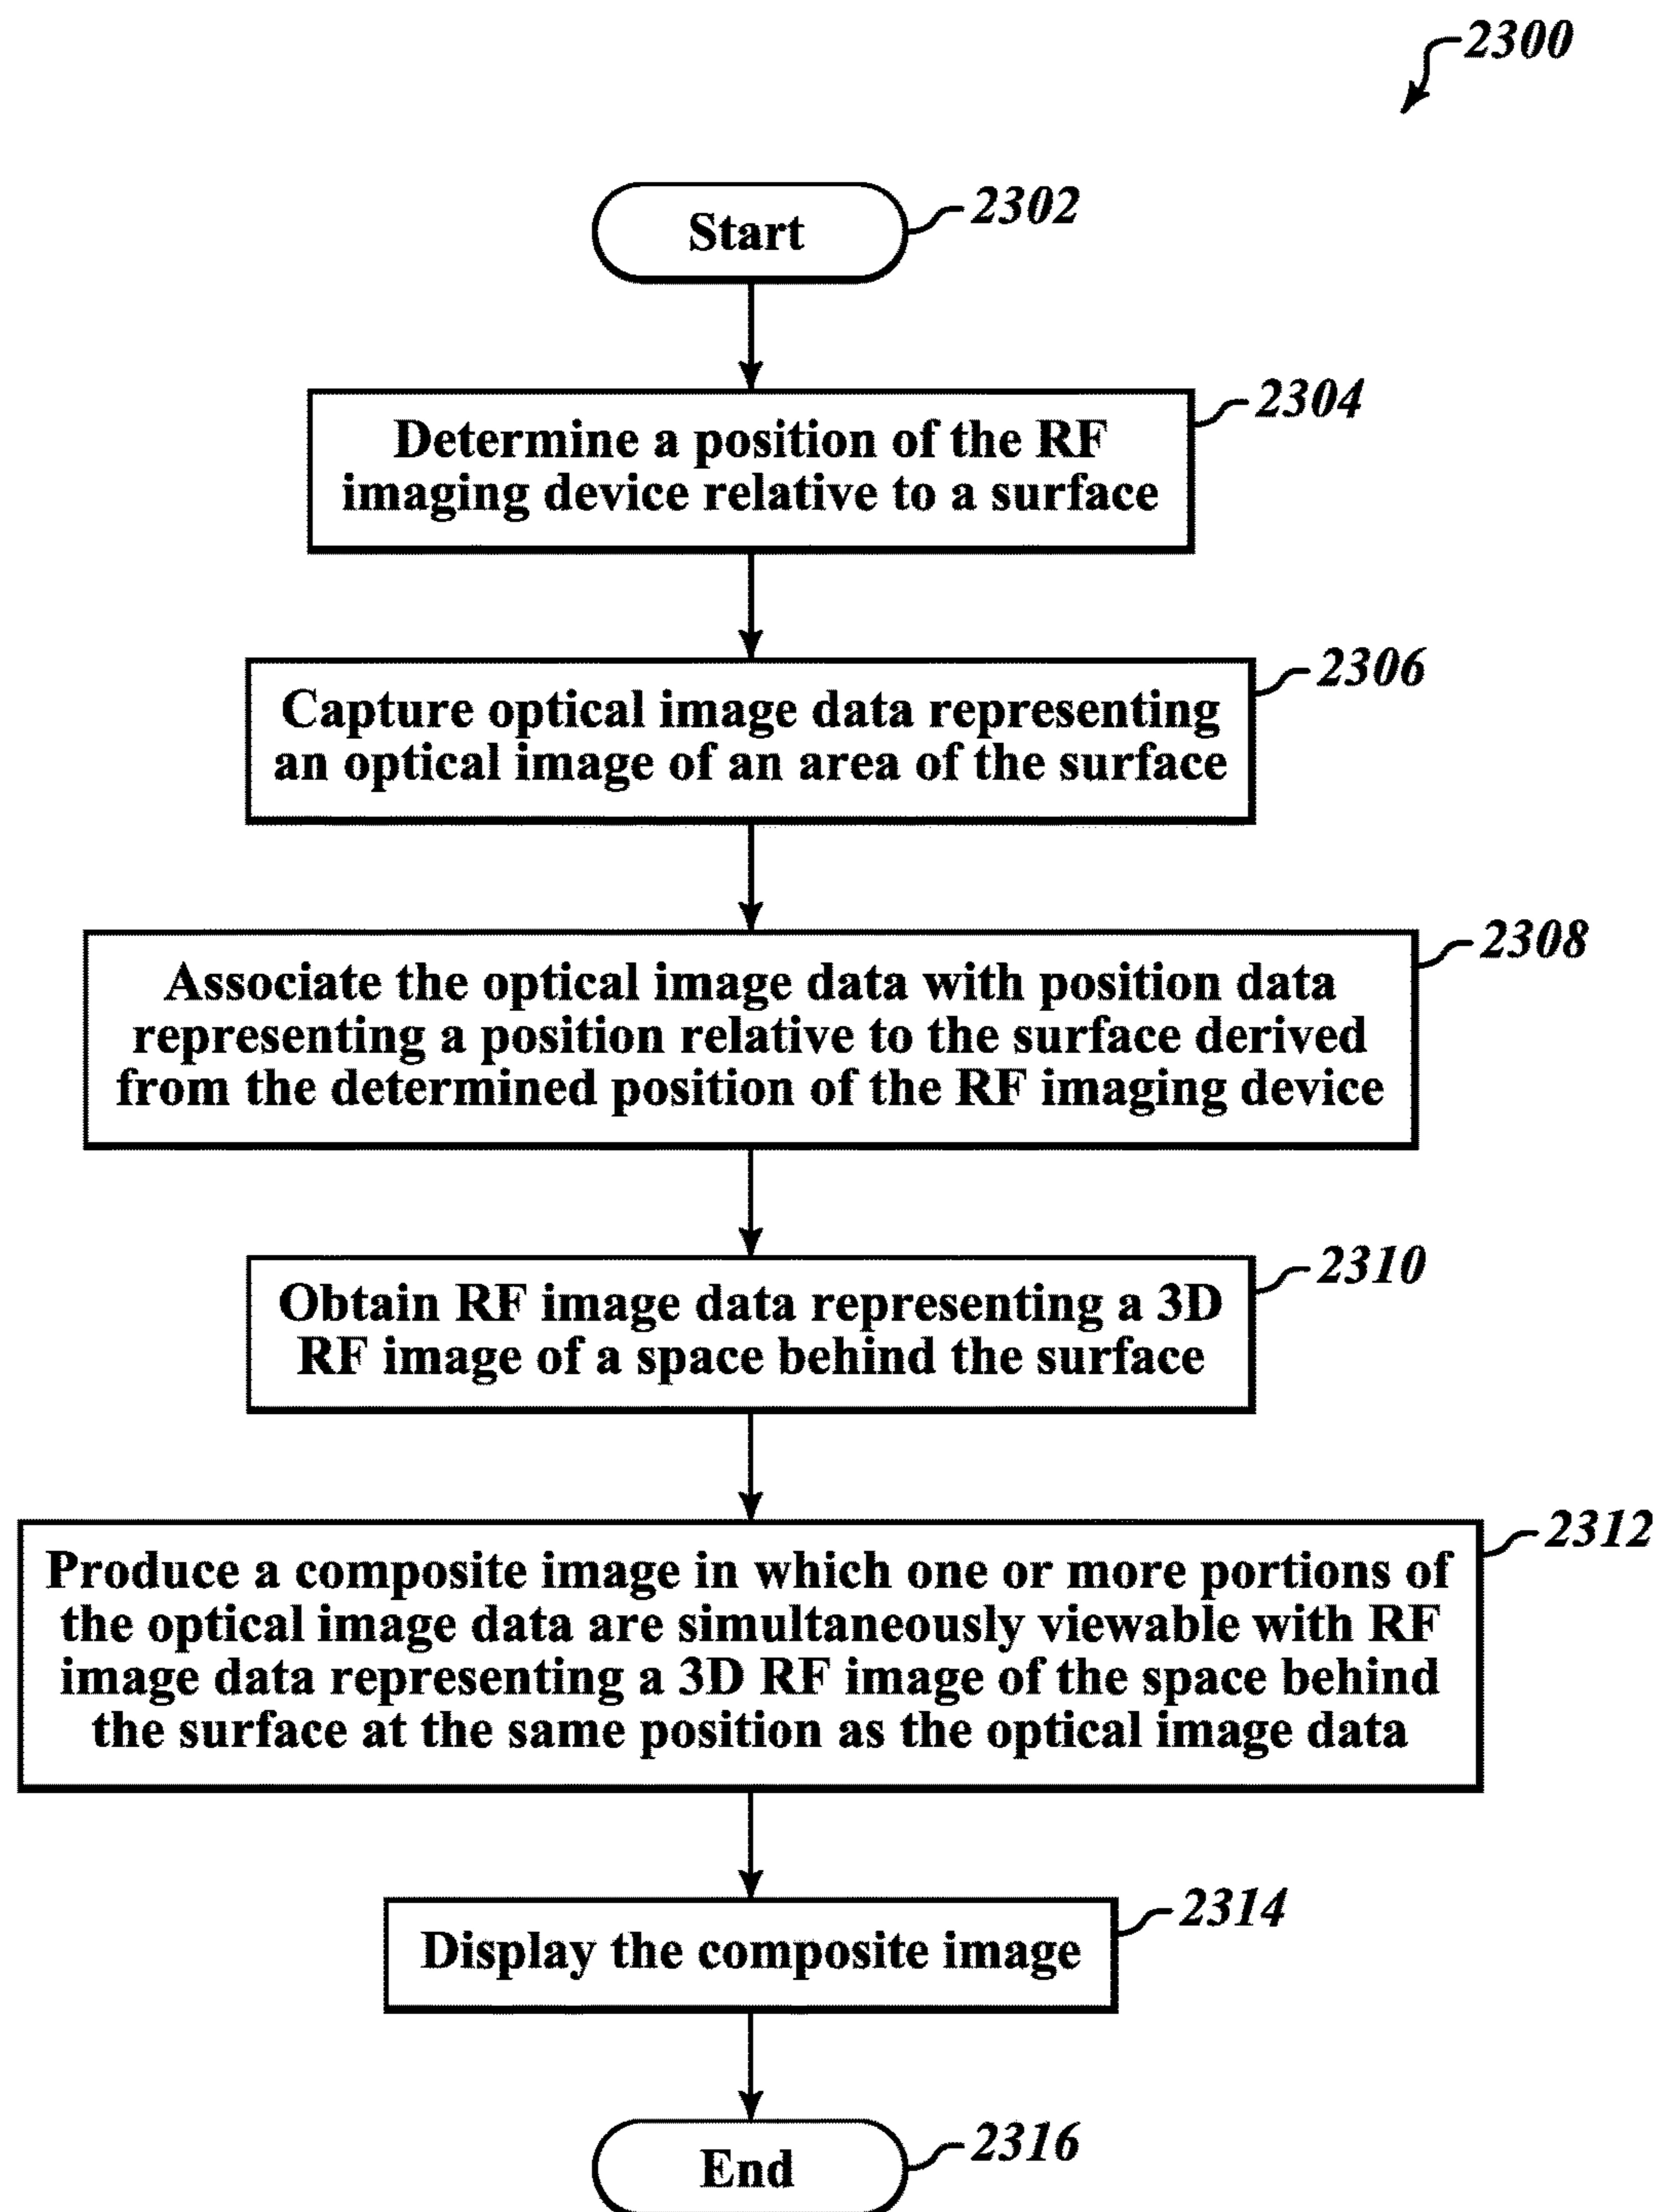 2300
Start
2302
Determine a position of the RF
imaging device relative to a surface
2304
Capture optical image data representing
an optical image of an area of the surface
2306
Associate the optical image data with position data
representing a position relative to the surface derived
from the determined position of the RF imaging device
2308
Obtain RF image data representing a 3D
RF image of a space behind the surface
2310
Produce a composite image in which one or more portions of
the optical image data are simultaneously viewable with RF
image data representing a 3D RF image of the space behind
the surface at the same position as the optical image data
2312
Display the composite image
2314
End
2316